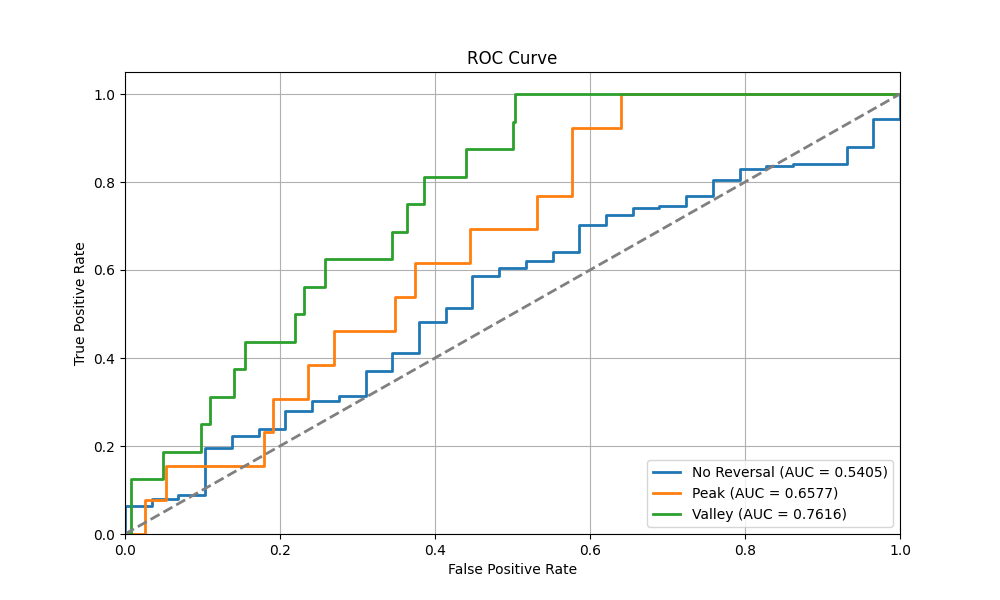 ROC Curve
True Positive Rate
1.0
0.8
0.6
0.4
0.2
0.0
0.0 0.2 0.4 0.6 0.8 1.0
False Positive Rate
No Reversal (AUC = 0.5405)
Peak (AUC = 0.6577)
Valley (AUC = 0.7616)